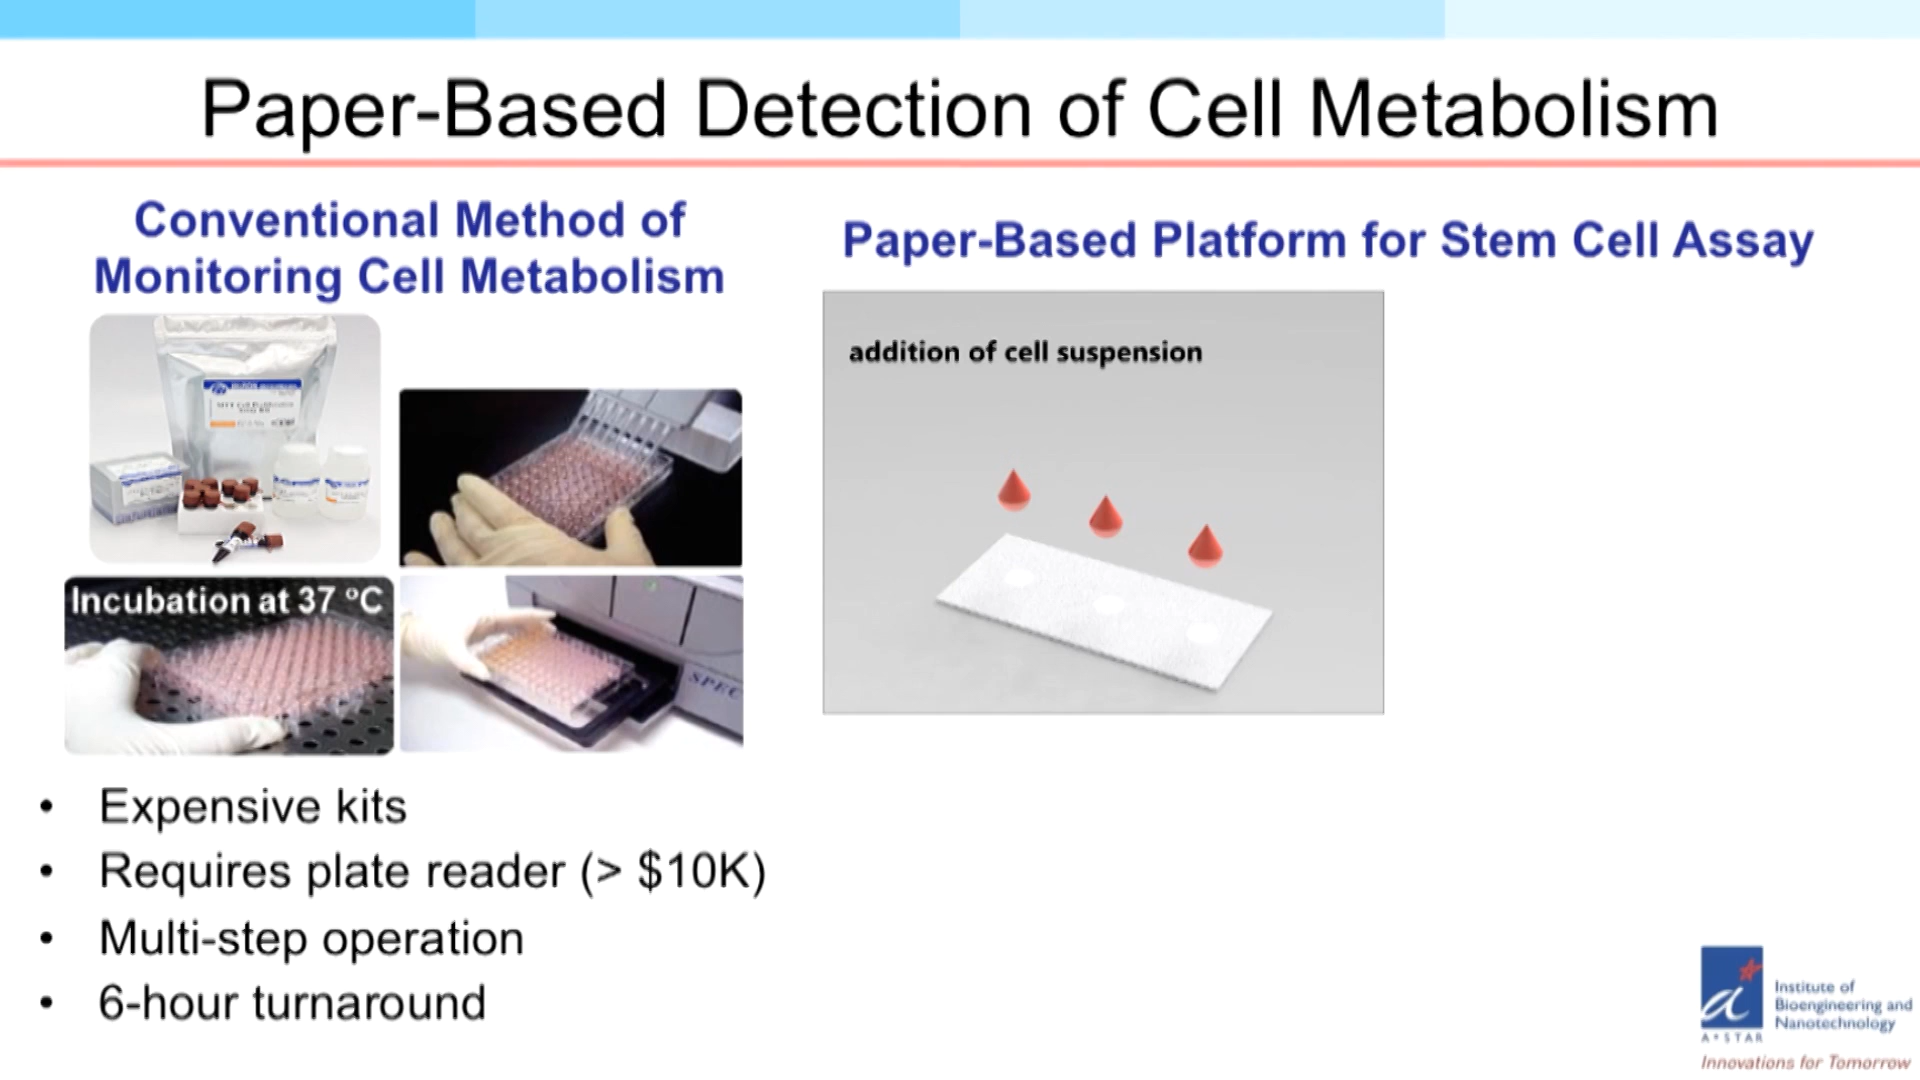 Paper-Based Detection of Cell Metabolism
Conventional Method of
Monitoring Cell Metabolism
Incubation at 37 ºC
SPEC
• Expensive kits
• Requires plate reader (> $10K)
• Multi-step operation
• 6-hour turnaround
Paper-Based Platform for Stem Cell Assay
addition of cell suspension
a
A*STAR
Institute of
Bioengineering and
Nanotechnology
Innovations for Tomorrow